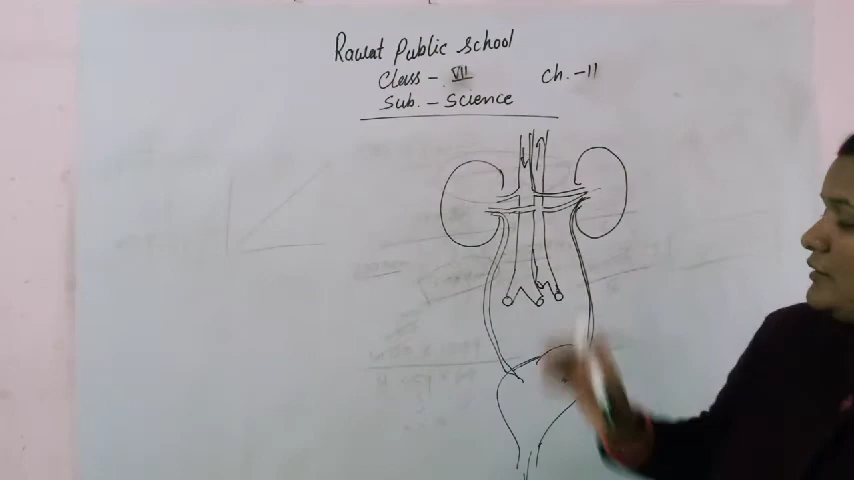 Rawat Public school
Class - VII Ch. - 11
Sub. - Science